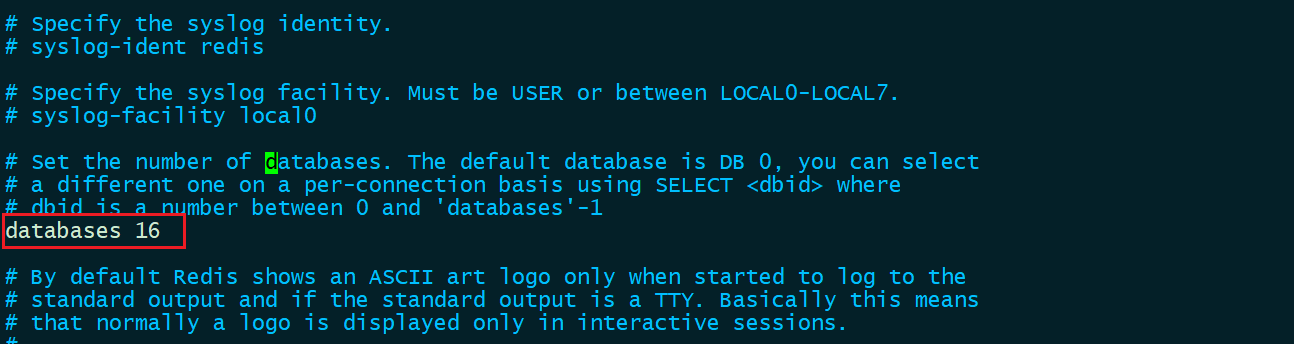 # Specify the syslog identity.
# syslog-ident redis
# Specify the syslog facility. Must be USER or between LOCAL0-LOCAL7.
# syslog-facility local0
# Set the number of databases. The default database is DB 0, you can select
# a different one on a per-connection basis using SELECT <dbid> where
# dbid is a number between 0 and 'databases'-1
databases 16
# By default Redis shows an ASCII art logo only when started to log to the
# standard output and if the standard output is a TTY. Basically this means
# that normally a logo is displayed only in interactive sessions.
#